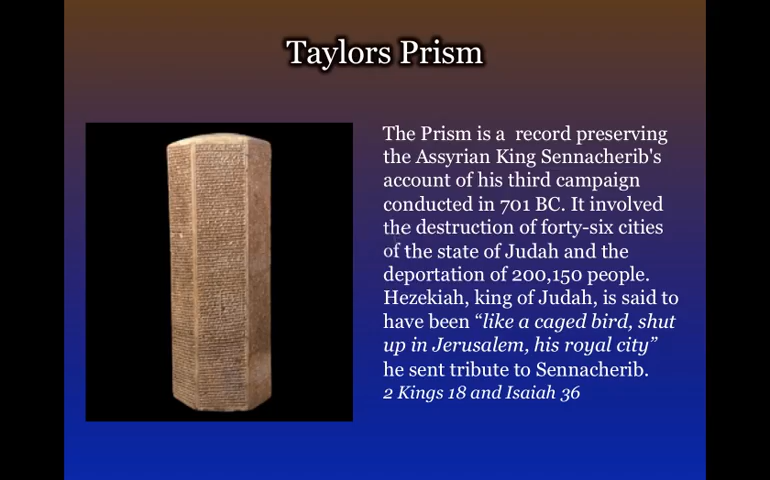 Taylors Prism
The Prism is a record preserving
the Assyrian King Sennacherib's
account of his third campaign
conducted in 701 BC. It involved
the destruction of forty-six cities
of the state of Judah and the
deportation of 200,150 people.
Hezekiah, king of Judah, is said to
have been “like a caged bird, shut
up in Jerusalem, his royal city”
he sent tribute to Sennacherib.
2 Kings 18 and Isaiah 36